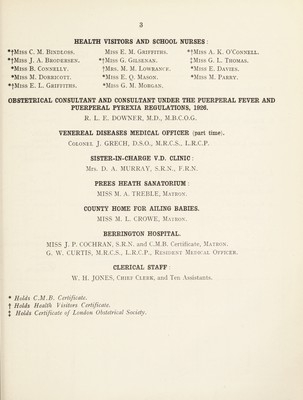 3
HEALTH VISITORS AND SCHOOL NURSES :
*†MISS C. M. BINDLOSS. MISS E. M. GRIFFITHS. *†MISS A. K. O'CONNELL.
*†MISS J. A. BRODERSEN. *†MISS G. GILSENAN. ‡MISS G. L. THOMAS.
*MISS B. CONNELLY. †MRS. M. M. LOWRANCE. *MISS E. DAVIES.
*MISS M. DORRICOTT. *MISS E. Q. MASON. *MISS M. PARRY.
*†MISS E. L. GRIFFITHS. *MISS G. M. MORGAN.
OBSTETRICAL CONSULTANT AND CONSULTANT UNDER THE PUERPERAL FEVER AND
PUERPERAL PYREXIA REGULATIONS, 1926.
R. L. E. DOWNER, M.D., M.B.C.O.G.
VENEREAL DISEASES MEDICAL OFFICER (part time).
COLONEL J. GRECH, D.S.O., M.R.C.S., L.R.C.P.
SISTER-IN-CHARGE V.D. CLINIC :
Mrs. D. A. MURRAY, S.R.N., F.R.N.
PREES HEATH SANATORIUM :
MISS M. A. TREBLE, MATRON.
COUNTY HOME FOR AILING BABIES.
MISS M. L. CROWE, MATRON.
BERRINGTON HOSPITAL.
MISS J. P. COCHRAN, S.R.N. and C.M.B. Certificate, MATRON.
G. W. CURTIS, M.R.C.S., L.R.C.P., RESIDENT MEDICAL OFFICER.
CLERICAL STAFF :
W. H. JONES, CHIEF CLERK, and Ten Assistants.
* Holds C.M.B. Certificate.
† Holds Health Visitors Certificate.
‡ Holds Certificate of London Obstetrical Society.